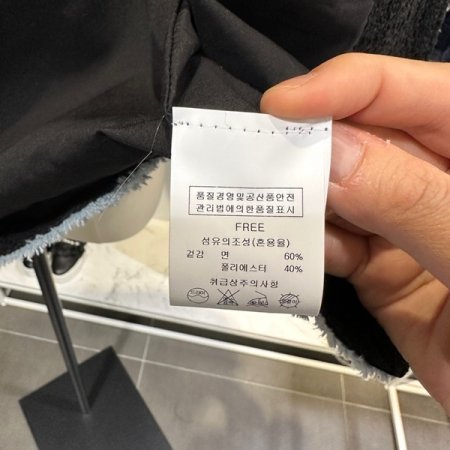 품질경영및공산품안전
관리법에의한품질표시
FREE
섬유의조성(혼용율)
겉감 면 60%
폴리에스터 40%
취급상주의사항